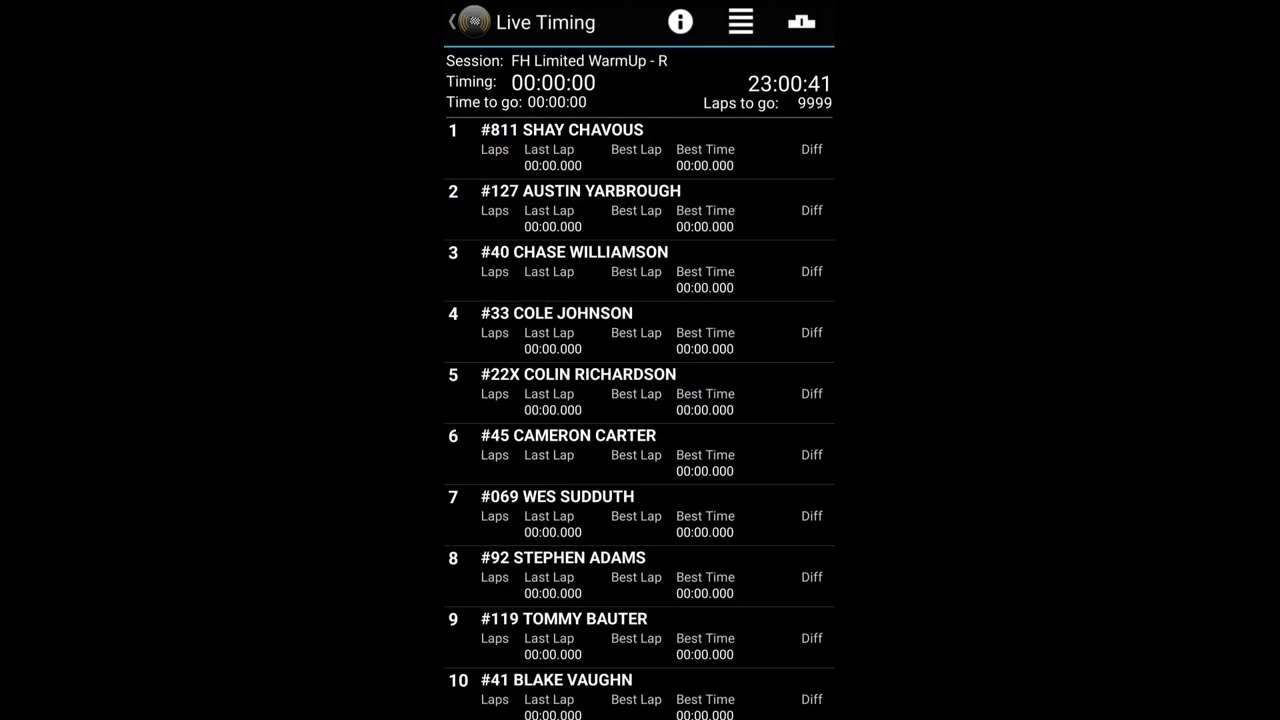 Live Timing
Session: FH Limited WarmUp - R
Timing: 00:00:00 23:00:41
Time to go: 00:00:00 Laps to go: 9999
1 #811 SHAY CHAVOUS
Laps Last Lap Best Lap Best Time Diff
00:00.000 00:00.000
2 #127 AUSTIN YARBROUGH
Laps Last Lap Best Lap Best Time Diff
00:00.000 00:00.000
3 #40 CHASE WILLIAMSON
Laps Last Lap Best Lap Best Time Diff
00:00.000
4 #33 COLE JOHNSON
Laps Last Lap Best Lap Best Time Diff
00:00.000 00:00.000
5 #22X COLIN RICHARDSON
Laps Last Lap Best Lap Best Time Diff
00:00.000 00:00.000
6 #45 CAMERON CARTER
Laps Last Lap Best Lap Best Time Diff
00:00.000
7 #069 WES SUDDUTH
Laps Last Lap Best Lap Best Time Diff
00:00.000 00:00.000
8 #92 STEPHEN ADAMS
Laps Last Lap Best Lap Best Time Diff
00:00.000 00:00.000
9 #119 TOMMY BAUTER
Laps Last Lap Best Lap Best Time Diff
00:00.000 00:00.000
10 #41 BLAKE VAUGHN
Laps Last Lap Best Lap Best Time Diff
00:00.000 00:00.000